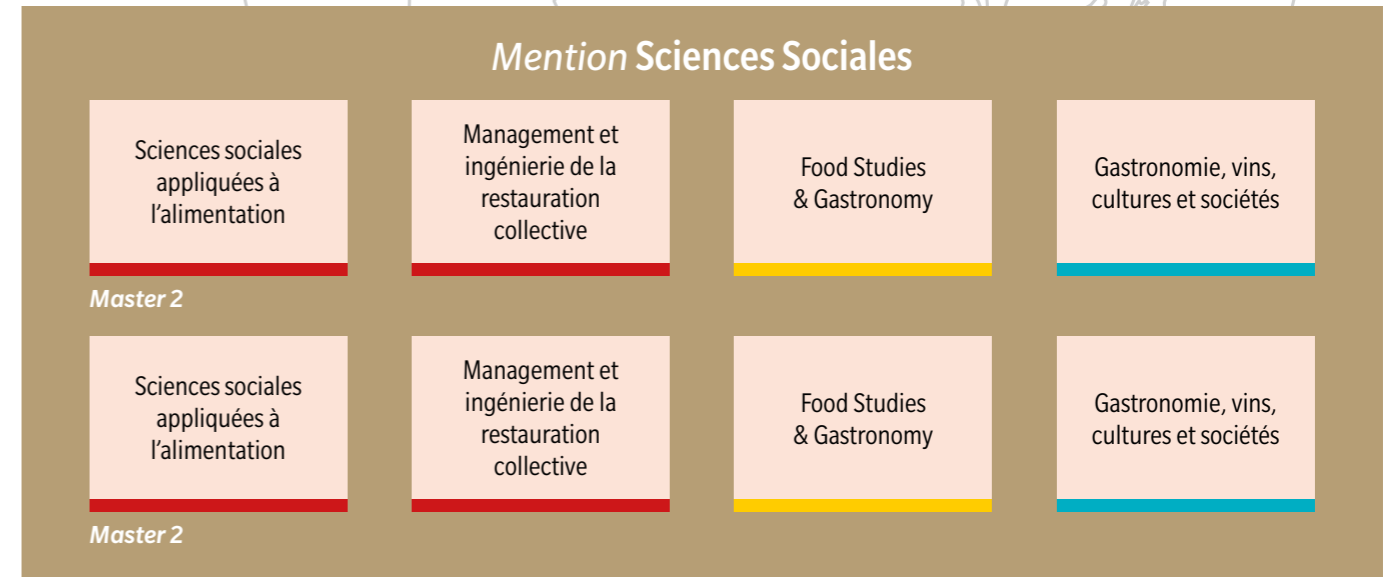 Mention Sciences Sociales
Sciences sociales
appliquées à
l’alimentation
Management et
ingénierie de la
restauration
collective
Food Studies
& Gastronomy
Gastronomie, vins,
cultures et sociétés
Master 2
Sciences sociales
appliquées à
l’alimentation
Management et
ingénierie de la
restauration
collective
Food Studies
& Gastronomy
Gastronomie, vins,
cultures et sociétés
Master 2